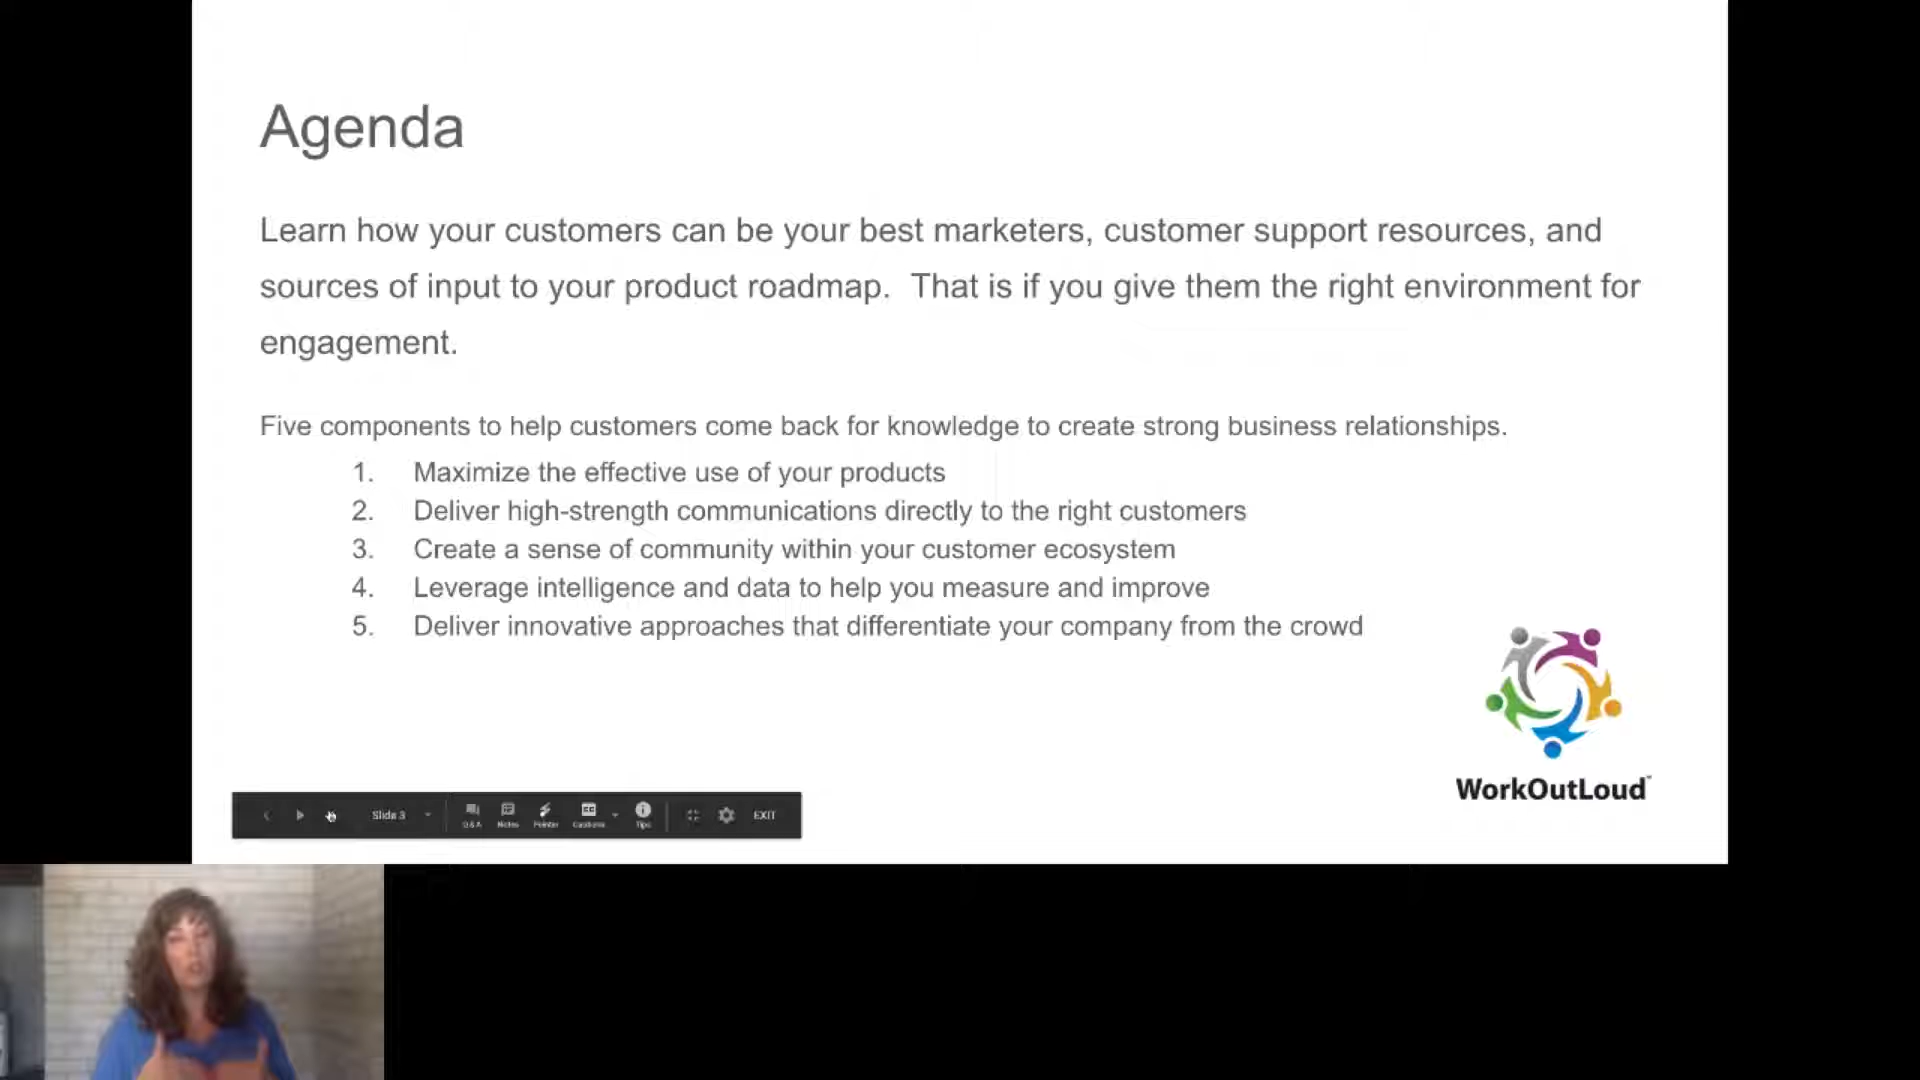 Agenda
Learn how your customers can be your best marketers, customer support resources, and
sources of input to your product roadmap.  That is if you give them the right environment for
engagement.
Five components to help customers come back for knowledge to create strong business relationships.
1. Maximize the effective use of your products
2. Deliver high-strength communications directly to the right customers
3. Create a sense of community within your customer ecosystem
4. Leverage intelligence and data to help you measure and improve
5. Deliver innovative approaches that differentiate your company from the crowd
WorkOutLoud
Slide 3 Q&A Notes Pointer Captions Tips EXIT